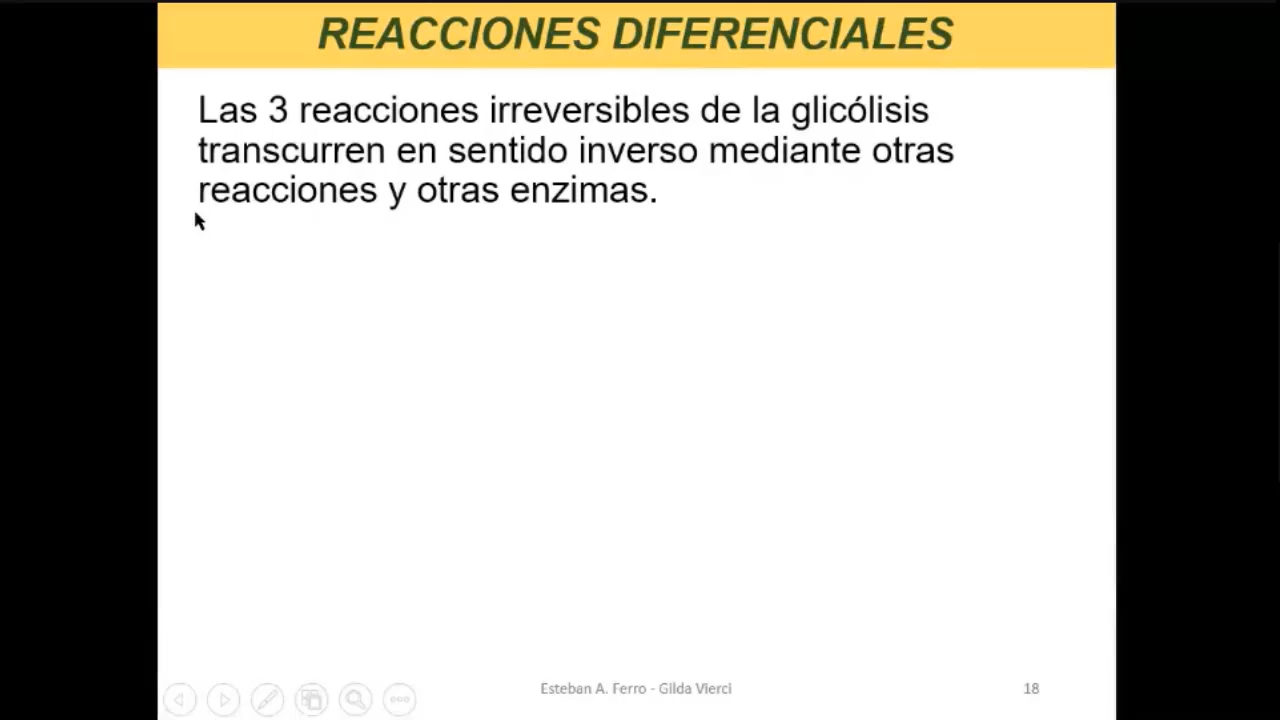 REACCIONES DIFERENCIALES
Las 3 reacciones irreversibles de la glicólisis
transcurren en sentido inverso mediante otras
reacciones y otras enzimas.
Esteban A. Ferro - Gilda Vierci
18